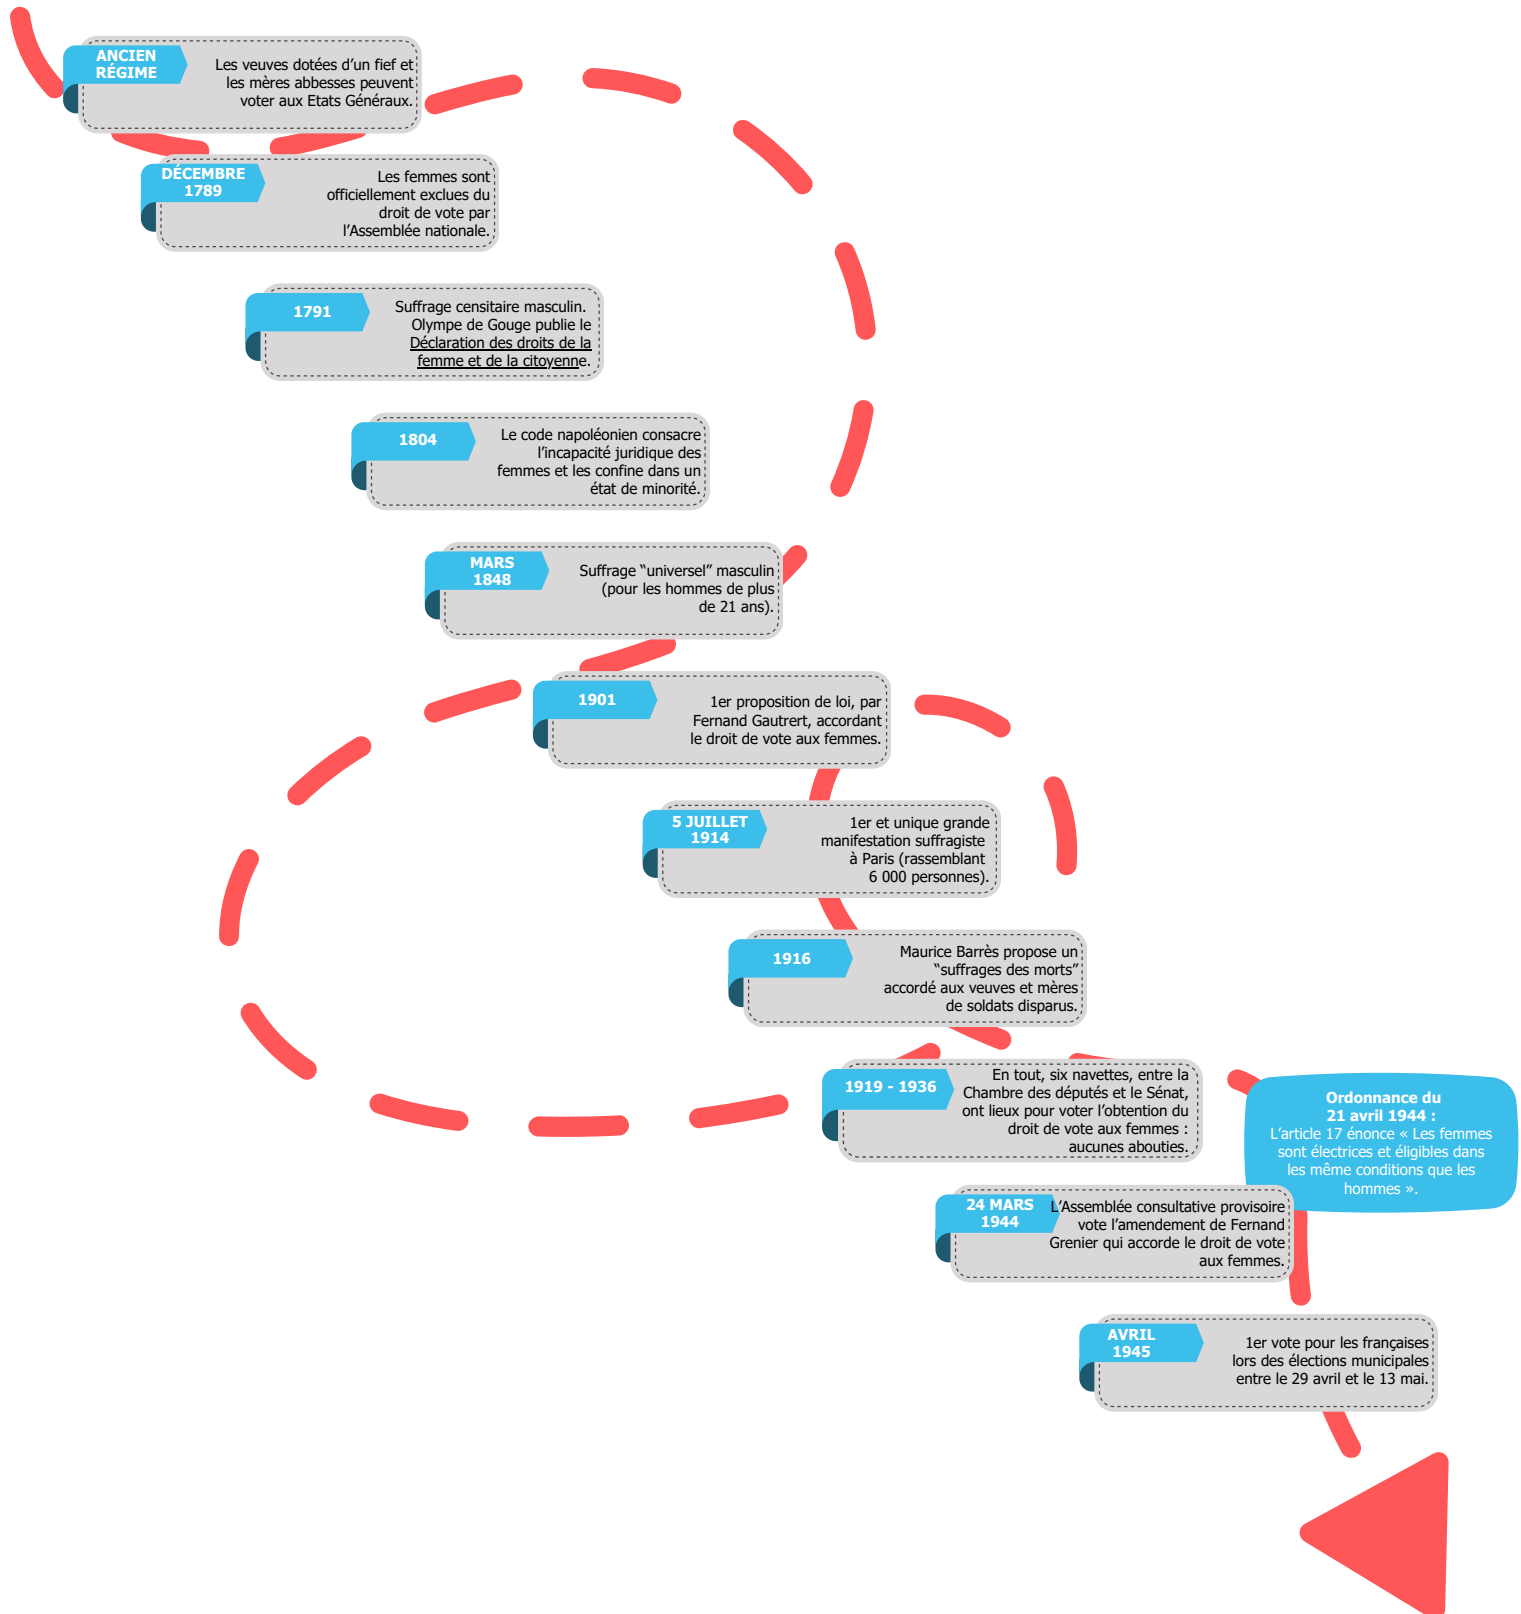 ANCIEN
RÉGIME
Les veuves dotées d’un fief et
les mères abbesses peuvent
voter aux Etats Généraux.
DÉCEMBRE
1789
Les femmes sont
officiellement exclues du
droit de vote par
l’Assemblée nationale.
1791
Suffrage censitaire masculin.
Olympe de Gouge publie le
Déclaration des droits de la
femme et de la citoyenne.
1804
Le code napoléonien consacre
l’incapacité juridique des
femmes et les confine dans un
état de minorité.
MARS
1848
Suffrage “universel” masculin
(pour les hommes de plus
de 21 ans).
1901
1er proposition de loi, par
Fernand Gautrert, accordant
le droit de vote aux femmes.
5 JUILLET
1914
1er et unique grande
manifestation suffragiste
à Paris (rassemblant
6 000 personnes).
1916
Maurice Barrès propose un
“suffrages des morts”
accordé aux veuves et mères
de soldats disparus.
1919 - 1936
En tout, six navettes, entre la
Chambre des députés et le Sénat,
ont lieux pour voter l’obtention du
droit de vote aux femmes :
aucunes abouties.
Ordonnance du
21 avril 1944 :
L’article 17 énonce « Les femmes
sont électrices et éligibles dans
les même conditions que les
hommes ».
24 MARS
1944
L’Assemblée consultative provisoire
vote l’amendement de Fernand
Grenier qui accorde le droit de vote
aux femmes.
AVRIL
1945
1er vote pour les françaises
lors des élections municipales
entre le 29 avril et le 13 mai.